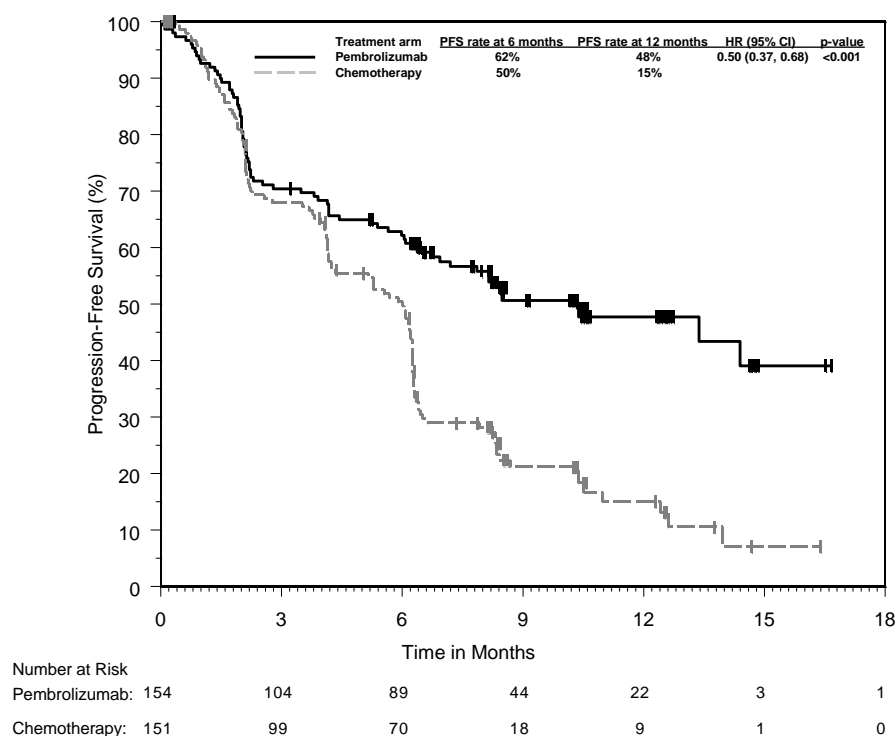 100
90
80
70
60
50
40
30
20
10
0
Progression-Free Survival (%)
Treatment arm PFS rate at 6 months PFS rate at 12 months HR (95% CI) p-value
Pembrolizumab 62% 48% 0.50 (0.37, 0.68) <0.001
Chemotherapy 50% 15%
0 3 6 9 12 15 18
Time in Months
Number at Risk
Pembrolizumab: 154 104 89 44 22 3 1
Chemotherapy: 151 99 70 18 9 1 0